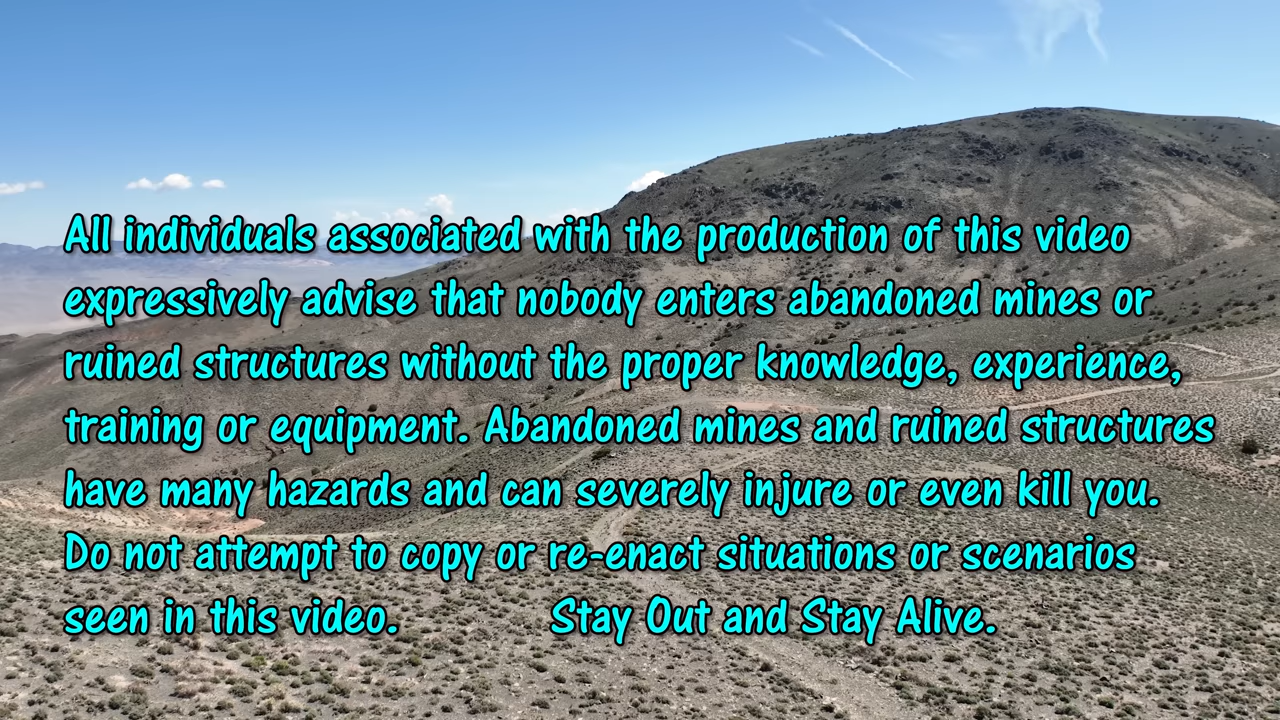 All individuals associated with the production of this video
expressively advise that nobody enters abandoned mines or
ruined structures without the proper knowledge, experience,
training or equipment. Abandoned mines and ruined structures
have many hazards and can severely injure or even kill you.
Do not attempt to copy or re-enact situations or scenarios
seen in this video. Stay Out and Stay Alive.